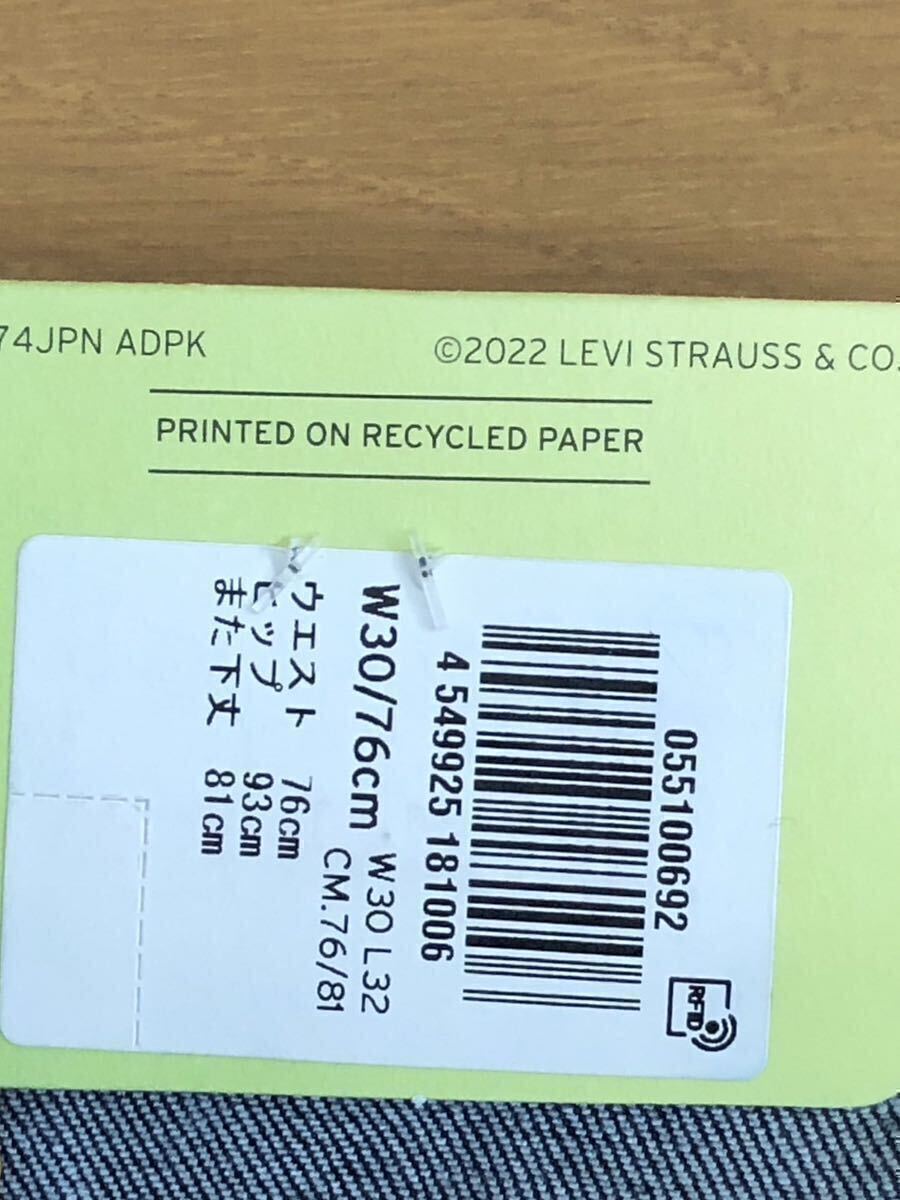 74JPN ADPK
©2022 LEVI STRAUSS & CO.
PRINTED ON RECYCLED PAPER
055100692
RFID
4 549925 181006
W30/76cm W30 L32
CM.76/81
ウエスト 76cm
ヒップ 93cm
また下丈 81cm